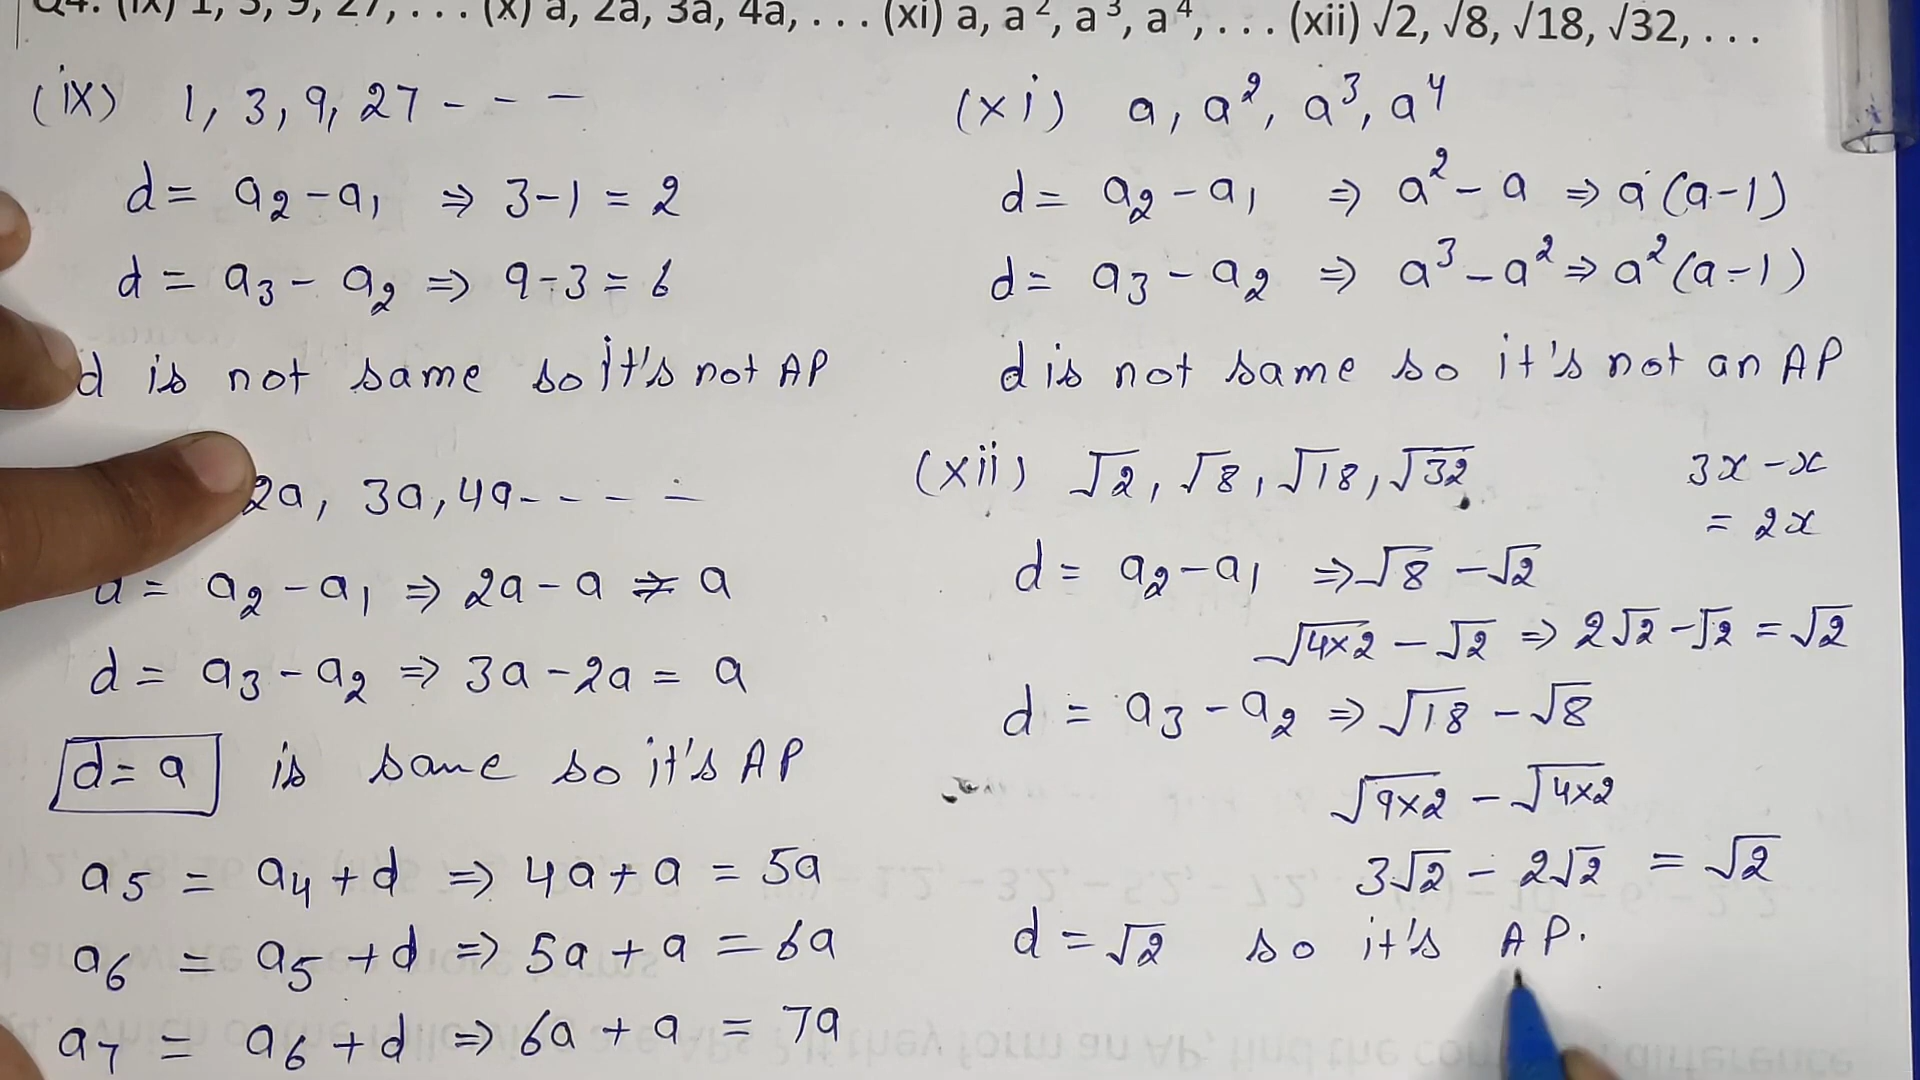 Q4. (ix) 1, 3, 9, 27, . . . (x) a, 2a, 3a, 4a, . . . (xi) a, a², a³, a⁴, . . . (xii) √2, √8, √18, √32, . . .
(ix) 1, 3, 9, 27 - - -
d = a₂ - a₁ ⇒ 3-1 = 2
d = a₃ - a₂ ⇒ 9-3 = 6
d is not same so it's not AP
2a, 3a, 4a - - - -
d = a₂ - a₁ ⇒ 2a - a ⇒ = a
d = a₃ - a₂ ⇒ 3a - 2a = a
d = a is same so it's AP
a₅ = a₄ + d ⇒ 4a + a = 5a
a₆ = a₅ + d ⇒ 5a + a = 6a
a₇ = a₆ + d ⇒ 6a + a = 7a
(xi) a, a², a³, a⁴
d = a₂ - a₁ ⇒ a² - a ⇒ a(a-1)
d = a₃ - a₂ ⇒ a³ - a² ⇒ a²(a-1)
d is not same so it's not an AP
(xii) √2, √8, √18, √32
3x - x
= 2x
d = a₂ - a₁ ⇒ √8 - √2
√4×2 - √2 ⇒ 2√2 - √2 = √2
d = a₃ - a₂ ⇒ √18 - √8
√9×2 - √4×2
3√2 - 2√2 = √2
d = √2 so it's AP.